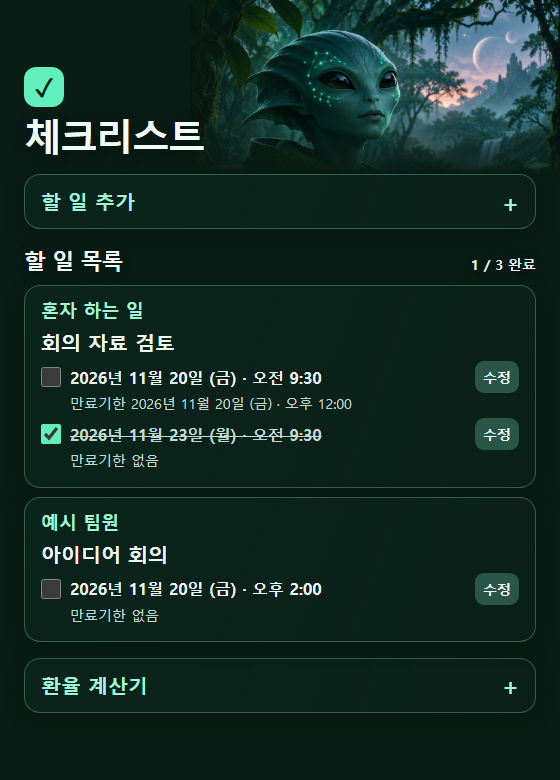 체크리스트
할 일 추가 +
할 일 목록 1 / 3 완료
혼자 하는 일
회의 자료 검토
2026년 11월 20일 (금) · 오전 9:30 수정
만료기한 2026년 11월 20일 (금) · 오후 12:00
2026년 11월 23일 (월) · 오전 9:30 수정
만료기한 없음
예시 팀원
아이디어 회의
2026년 11월 20일 (금) · 오후 2:00 수정
만료기한 없음
환율 계산기 +